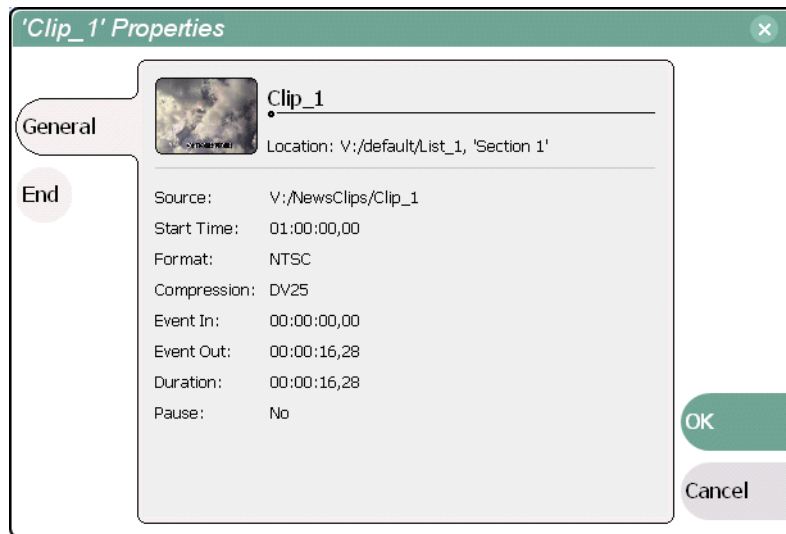 'Clip_1' Properties
General
End
Clip_1
Location: V:/default/List_1, 'Section 1'
Source: V:/NewsClips/Clip_1
Start Time: 01:00:00,00
Format: NTSC
Compression: DV25
Event In: 00:00:00,00
Event Out: 00:00:16,28
Duration: 00:00:16,28
Pause: No
OK
Cancel